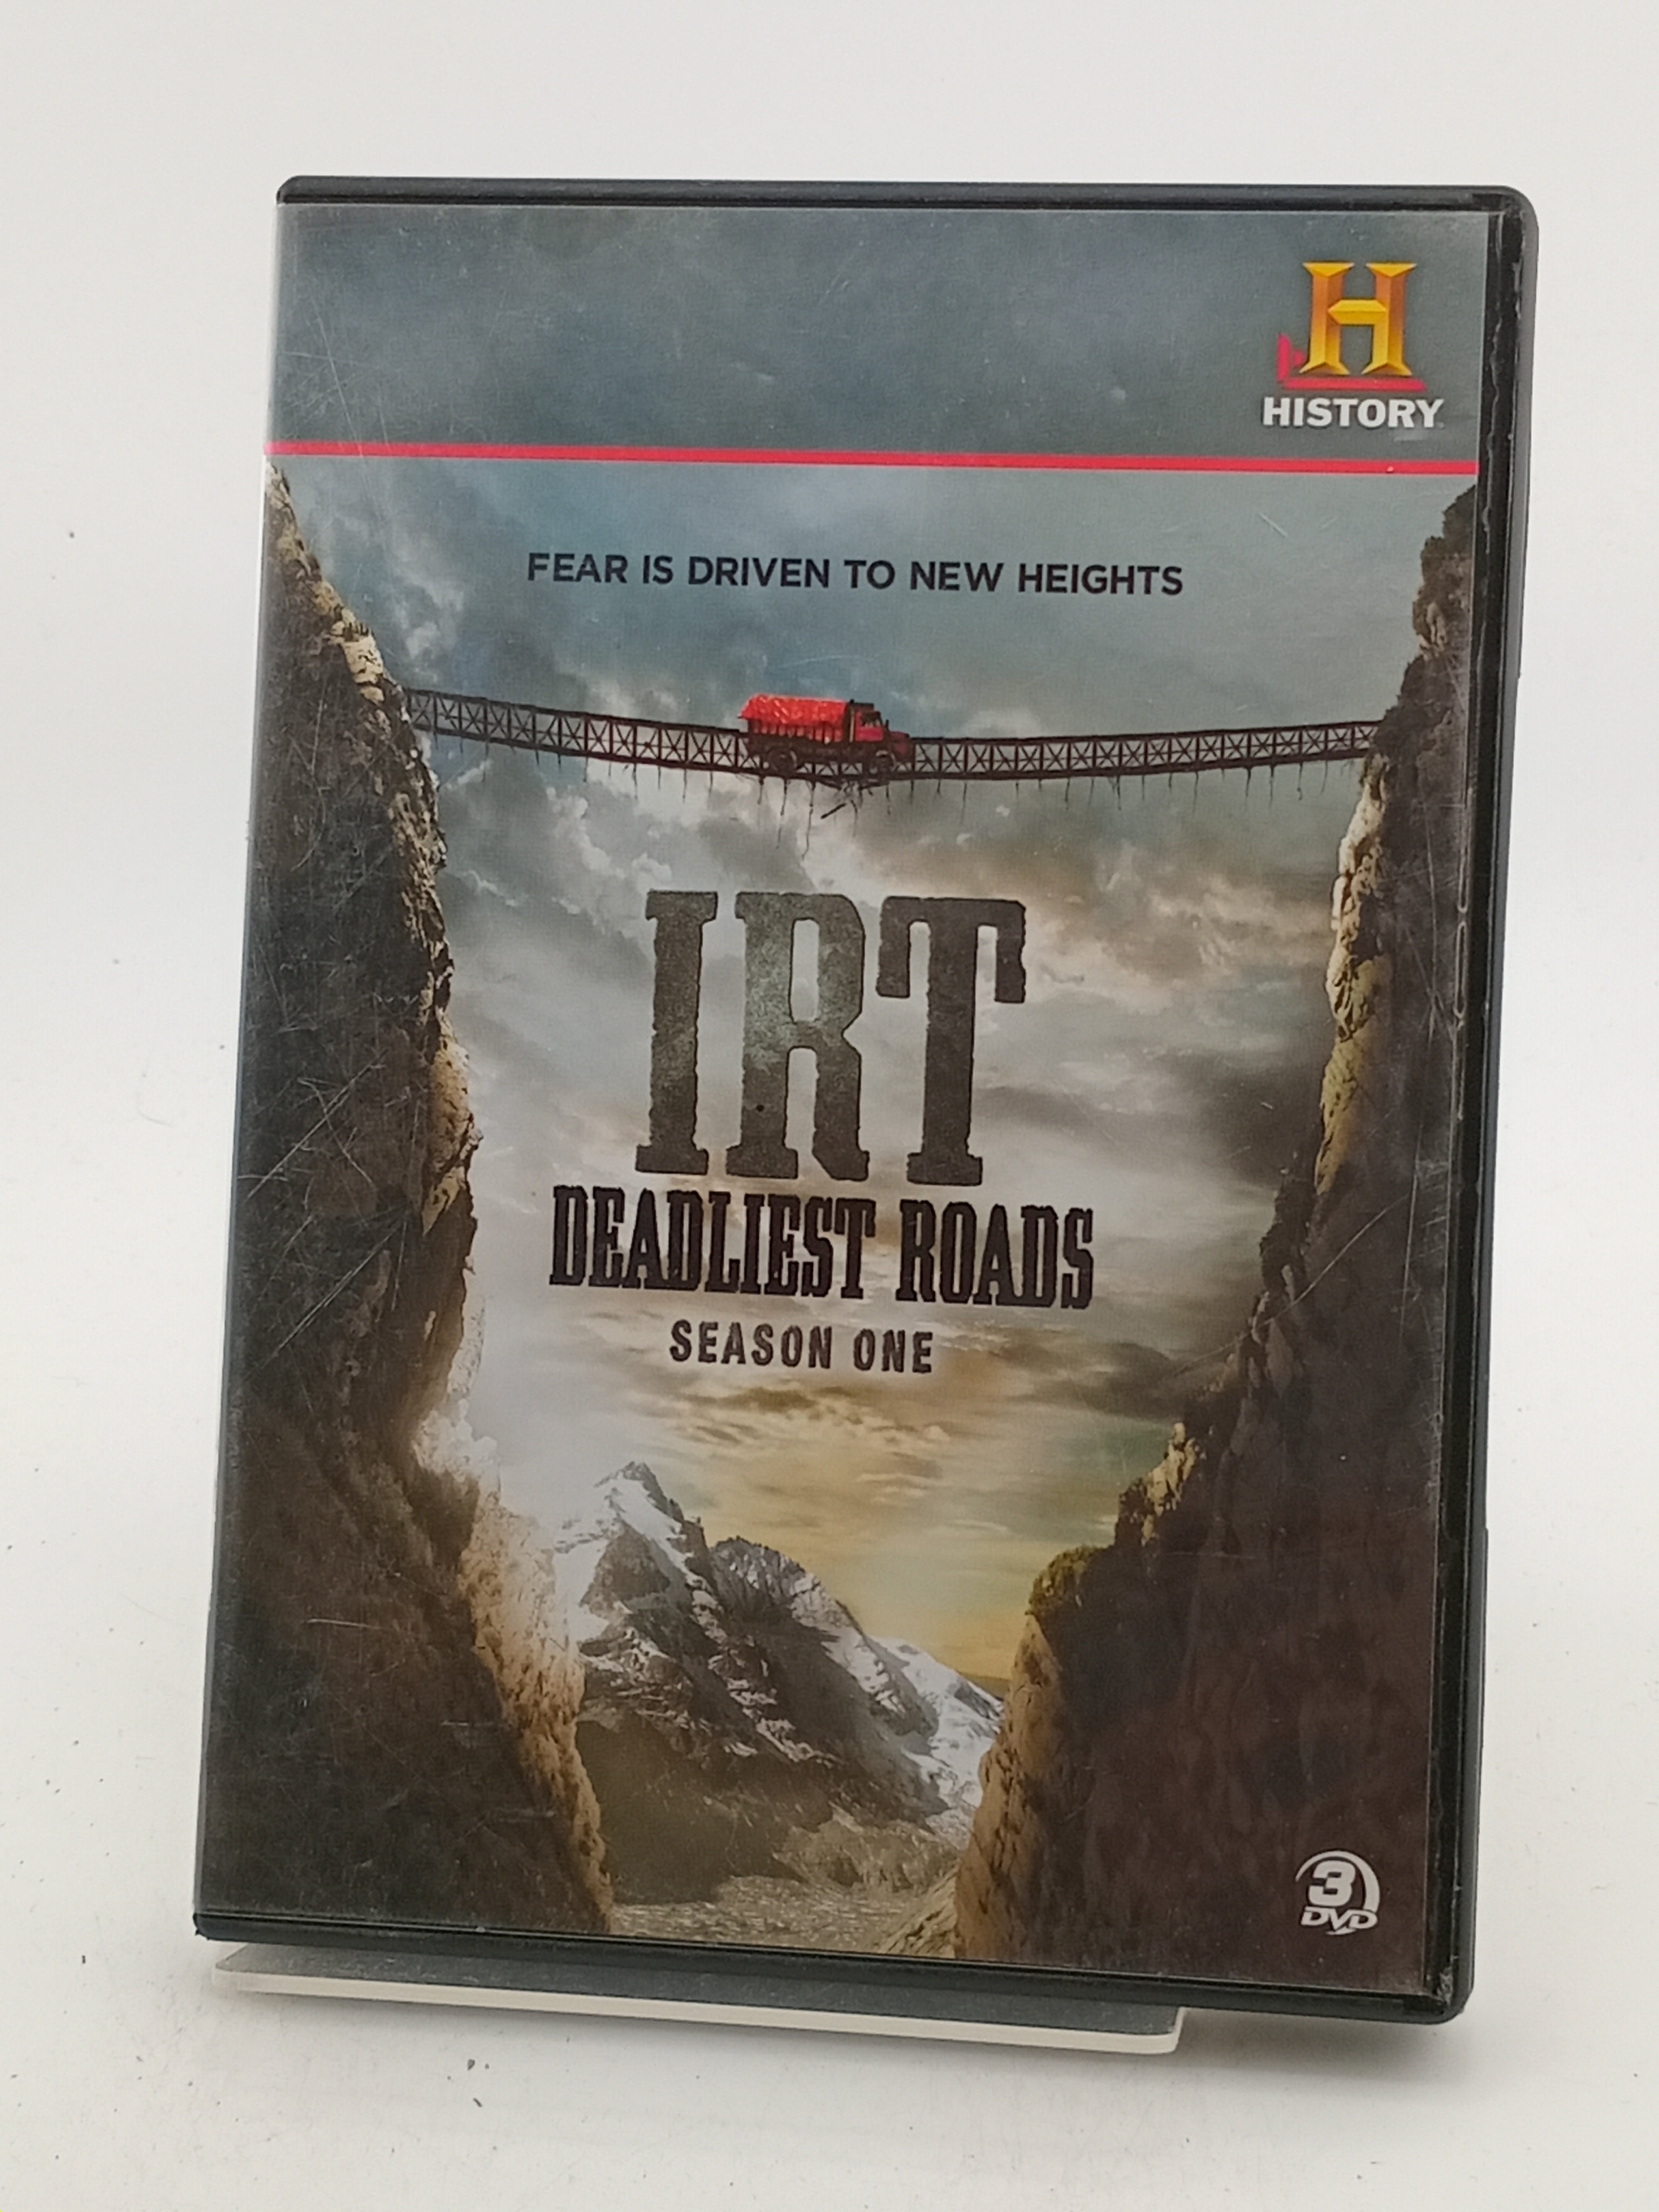 H
HISTORY
FEAR IS DRIVEN TO NEW HEIGHTS
IRT
DEADLIEST ROADS
SEASON ONE
3
DVD